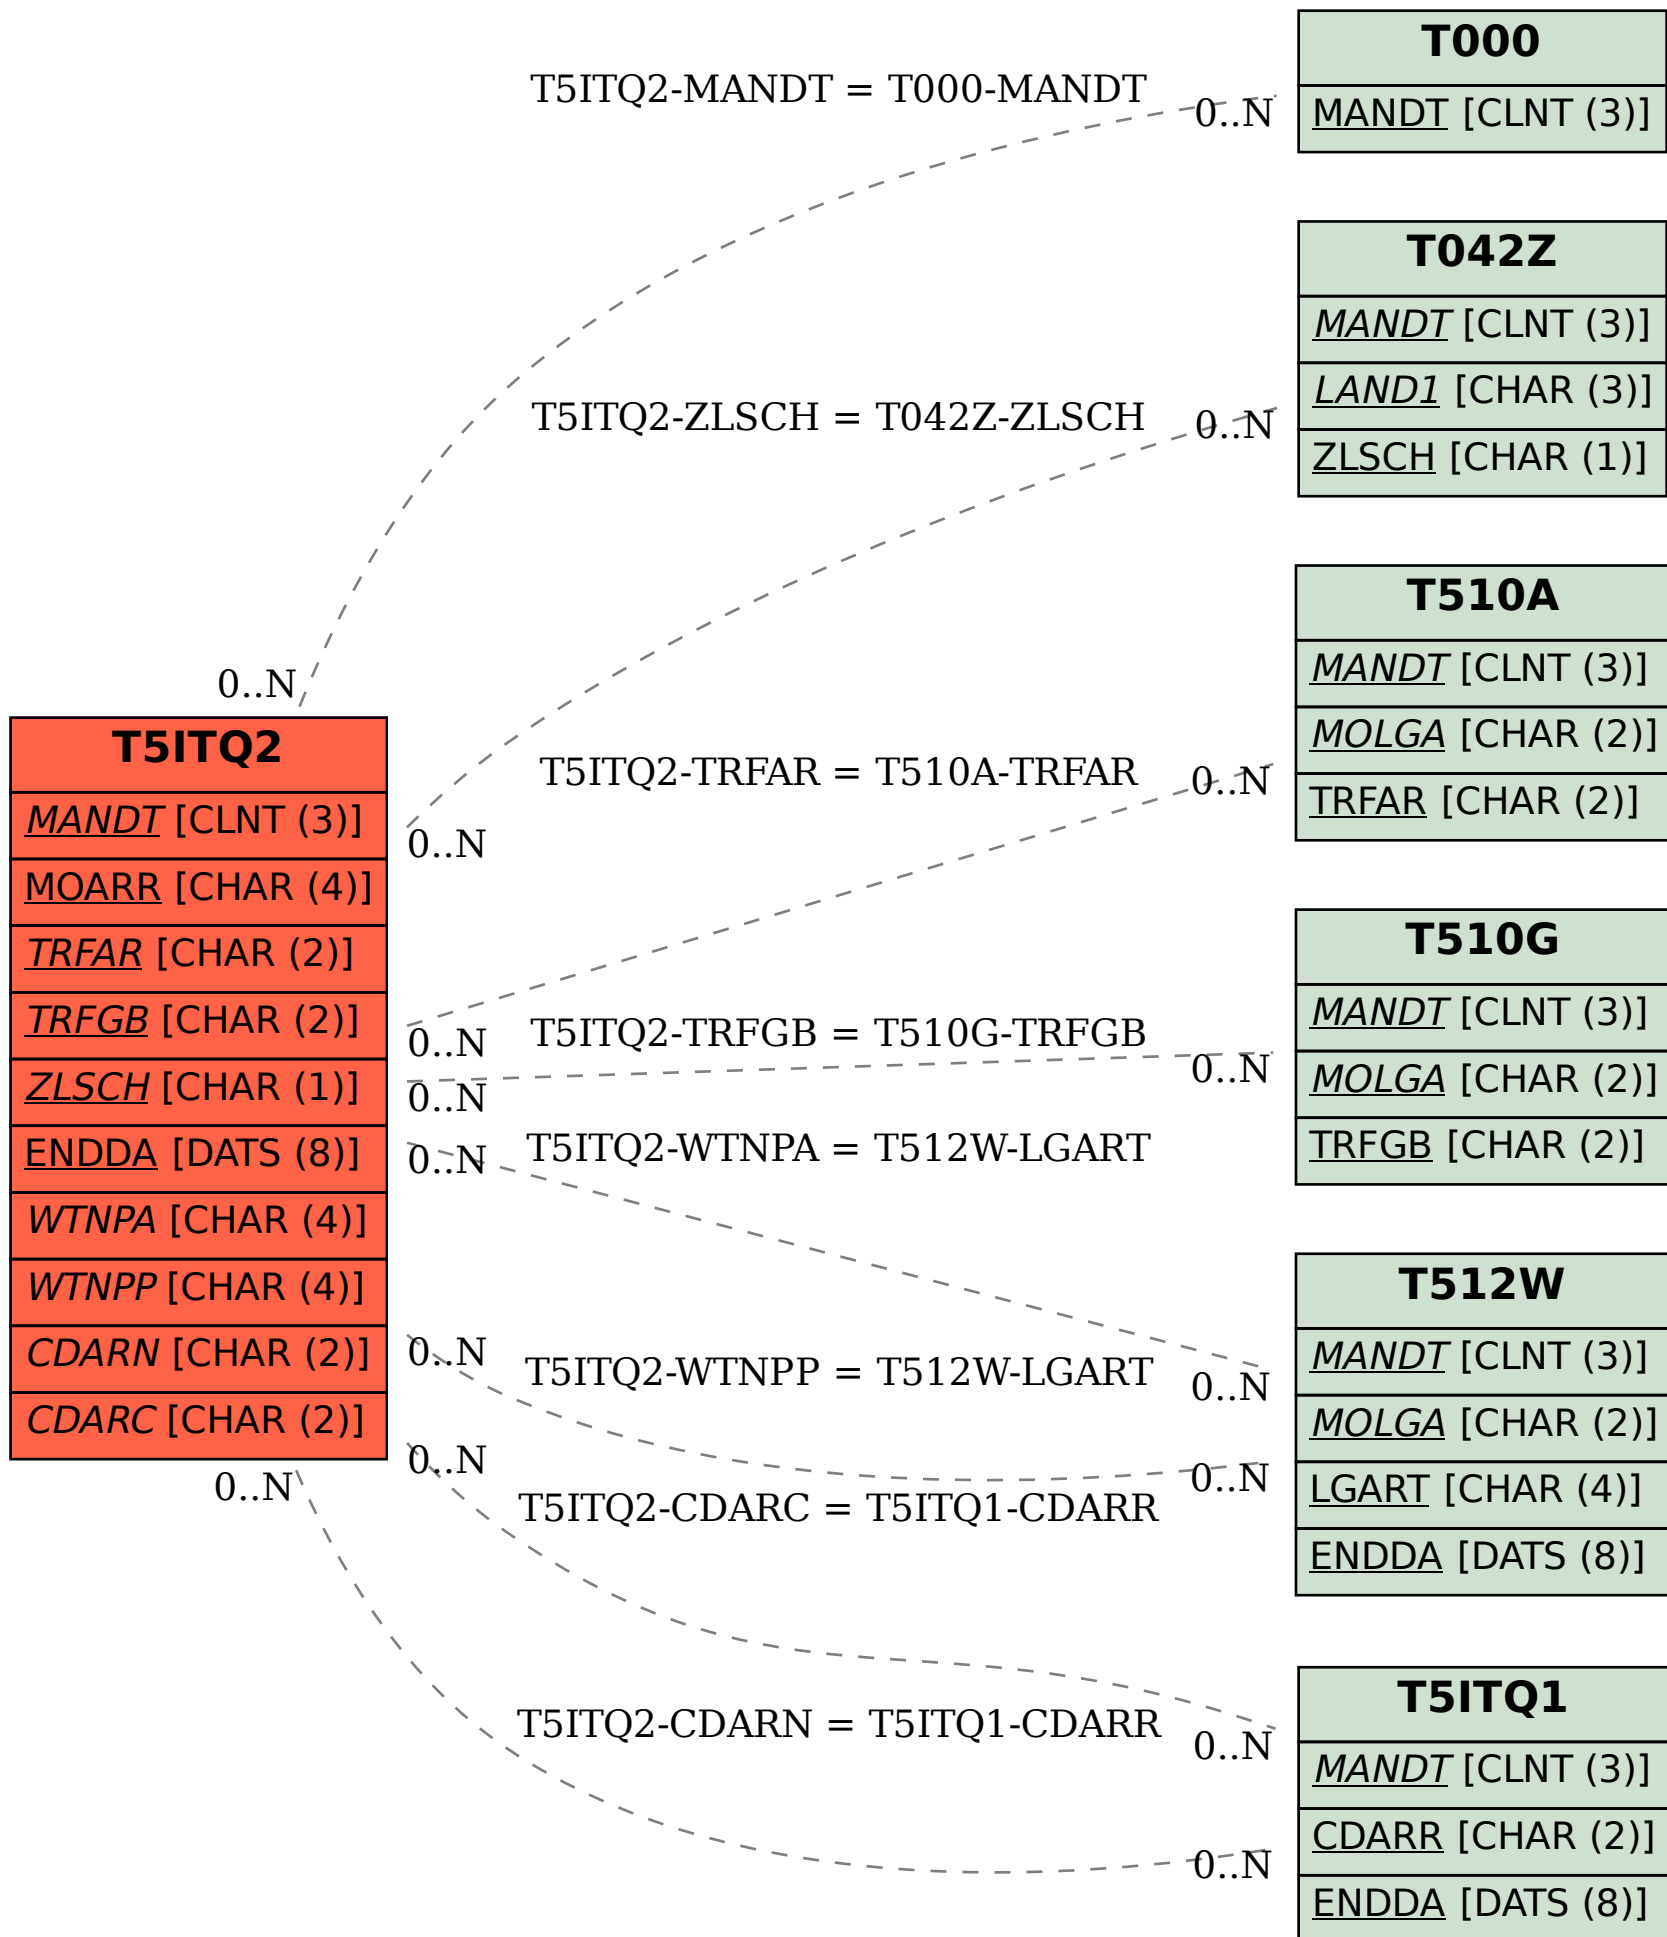 T000
T5ITQ2-MANDT = T000-MANDT
0..N
MANDT [CLNT (3)]
T042Z
MANDT [CLNT (3)]
LAND1 [CHAR (3)]
T5ITQ2-ZLSCH = T042Z-ZLSCH
0..N
ZLSCH [CHAR (1)]
T510A
MANDT [CLNT (3)]
MOLGA [CHAR (2)]
T5ITQ2-TRFAR = T510A-TRFAR
0..N
TRFAR [CHAR (2)]
0..N
T5ITQ2
MANDT [CLNT (3)]
MOARR [CHAR (4)]
TRFAR [CHAR (2)]
TRFGB [CHAR (2)]
ZLSCH [CHAR (1)]
ENDDA [DATS (8)]
WTNPA [CHAR (4)]
WTNPP [CHAR (4)]
CDARN [CHAR (2)]
CDARC [CHAR (2)]
0..N
0..N
0..N
0..N
0..N
0..N
0..N
T510G
MANDT [CLNT (3)]
T5ITQ2-TRFGB = T510G-TRFGB
0..N
MOLGA [CHAR (2)]
TRFGB [CHAR (2)]
T5ITQ2-WTNPA = T512W-LGART
T512W
MANDT [CLNT (3)]
T5ITQ2-WTNPP = T512W-LGART
0..N
MOLGA [CHAR (2)]
0..N
LGART [CHAR (4)]
T5ITQ2-CDARC = T5ITQ1-CDARR
ENDDA [DATS (8)]
T5ITQ1
T5ITQ2-CDARN = T5ITQ1-CDARR
0..N
MANDT [CLNT (3)]
CDARR [CHAR (2)]
0..N
ENDDA [DATS (8)]